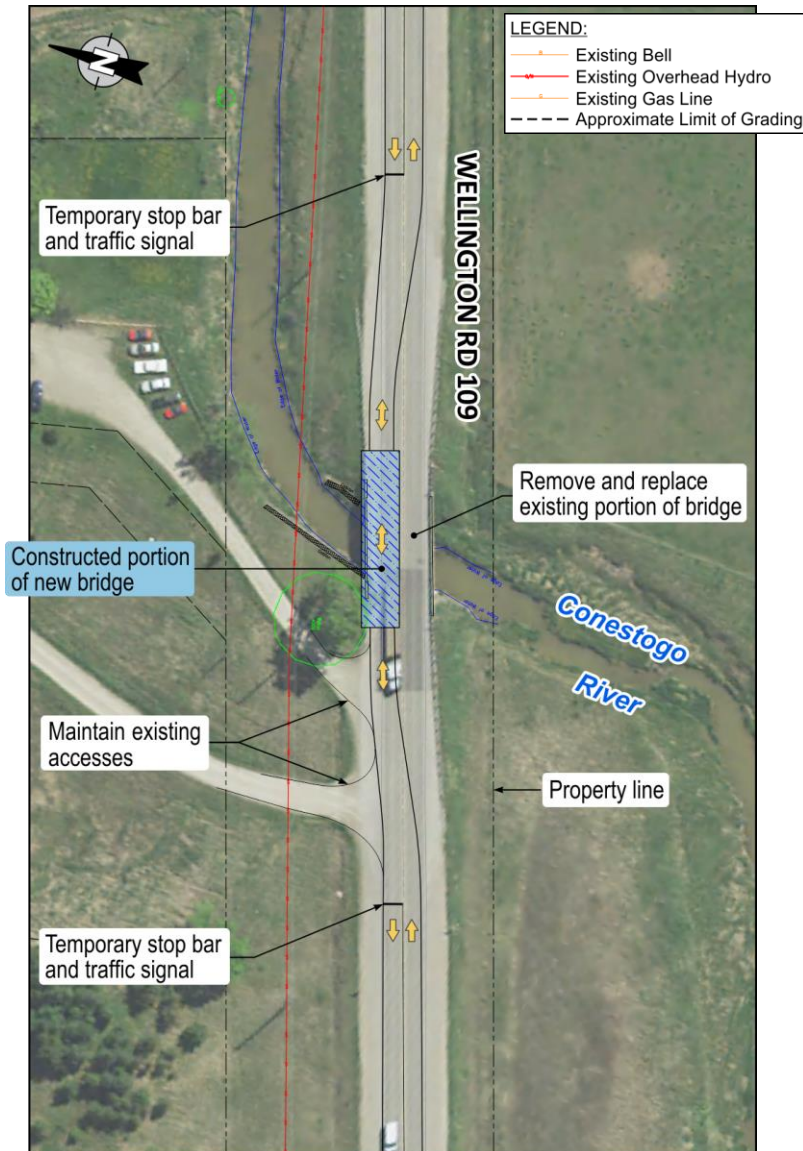 N
LEGEND:
Existing Bell
Existing Overhead Hydro
Existing Gas Line
Approximate Limit of Grading
Temporary stop bar
and traffic signal
WELLINGTON RD 109
Remove and replace
existing portion of bridge
Constructed portion
of new bridge
Conestogo
River
Maintain existing
accesses
Property line
Temporary stop bar
and traffic signal